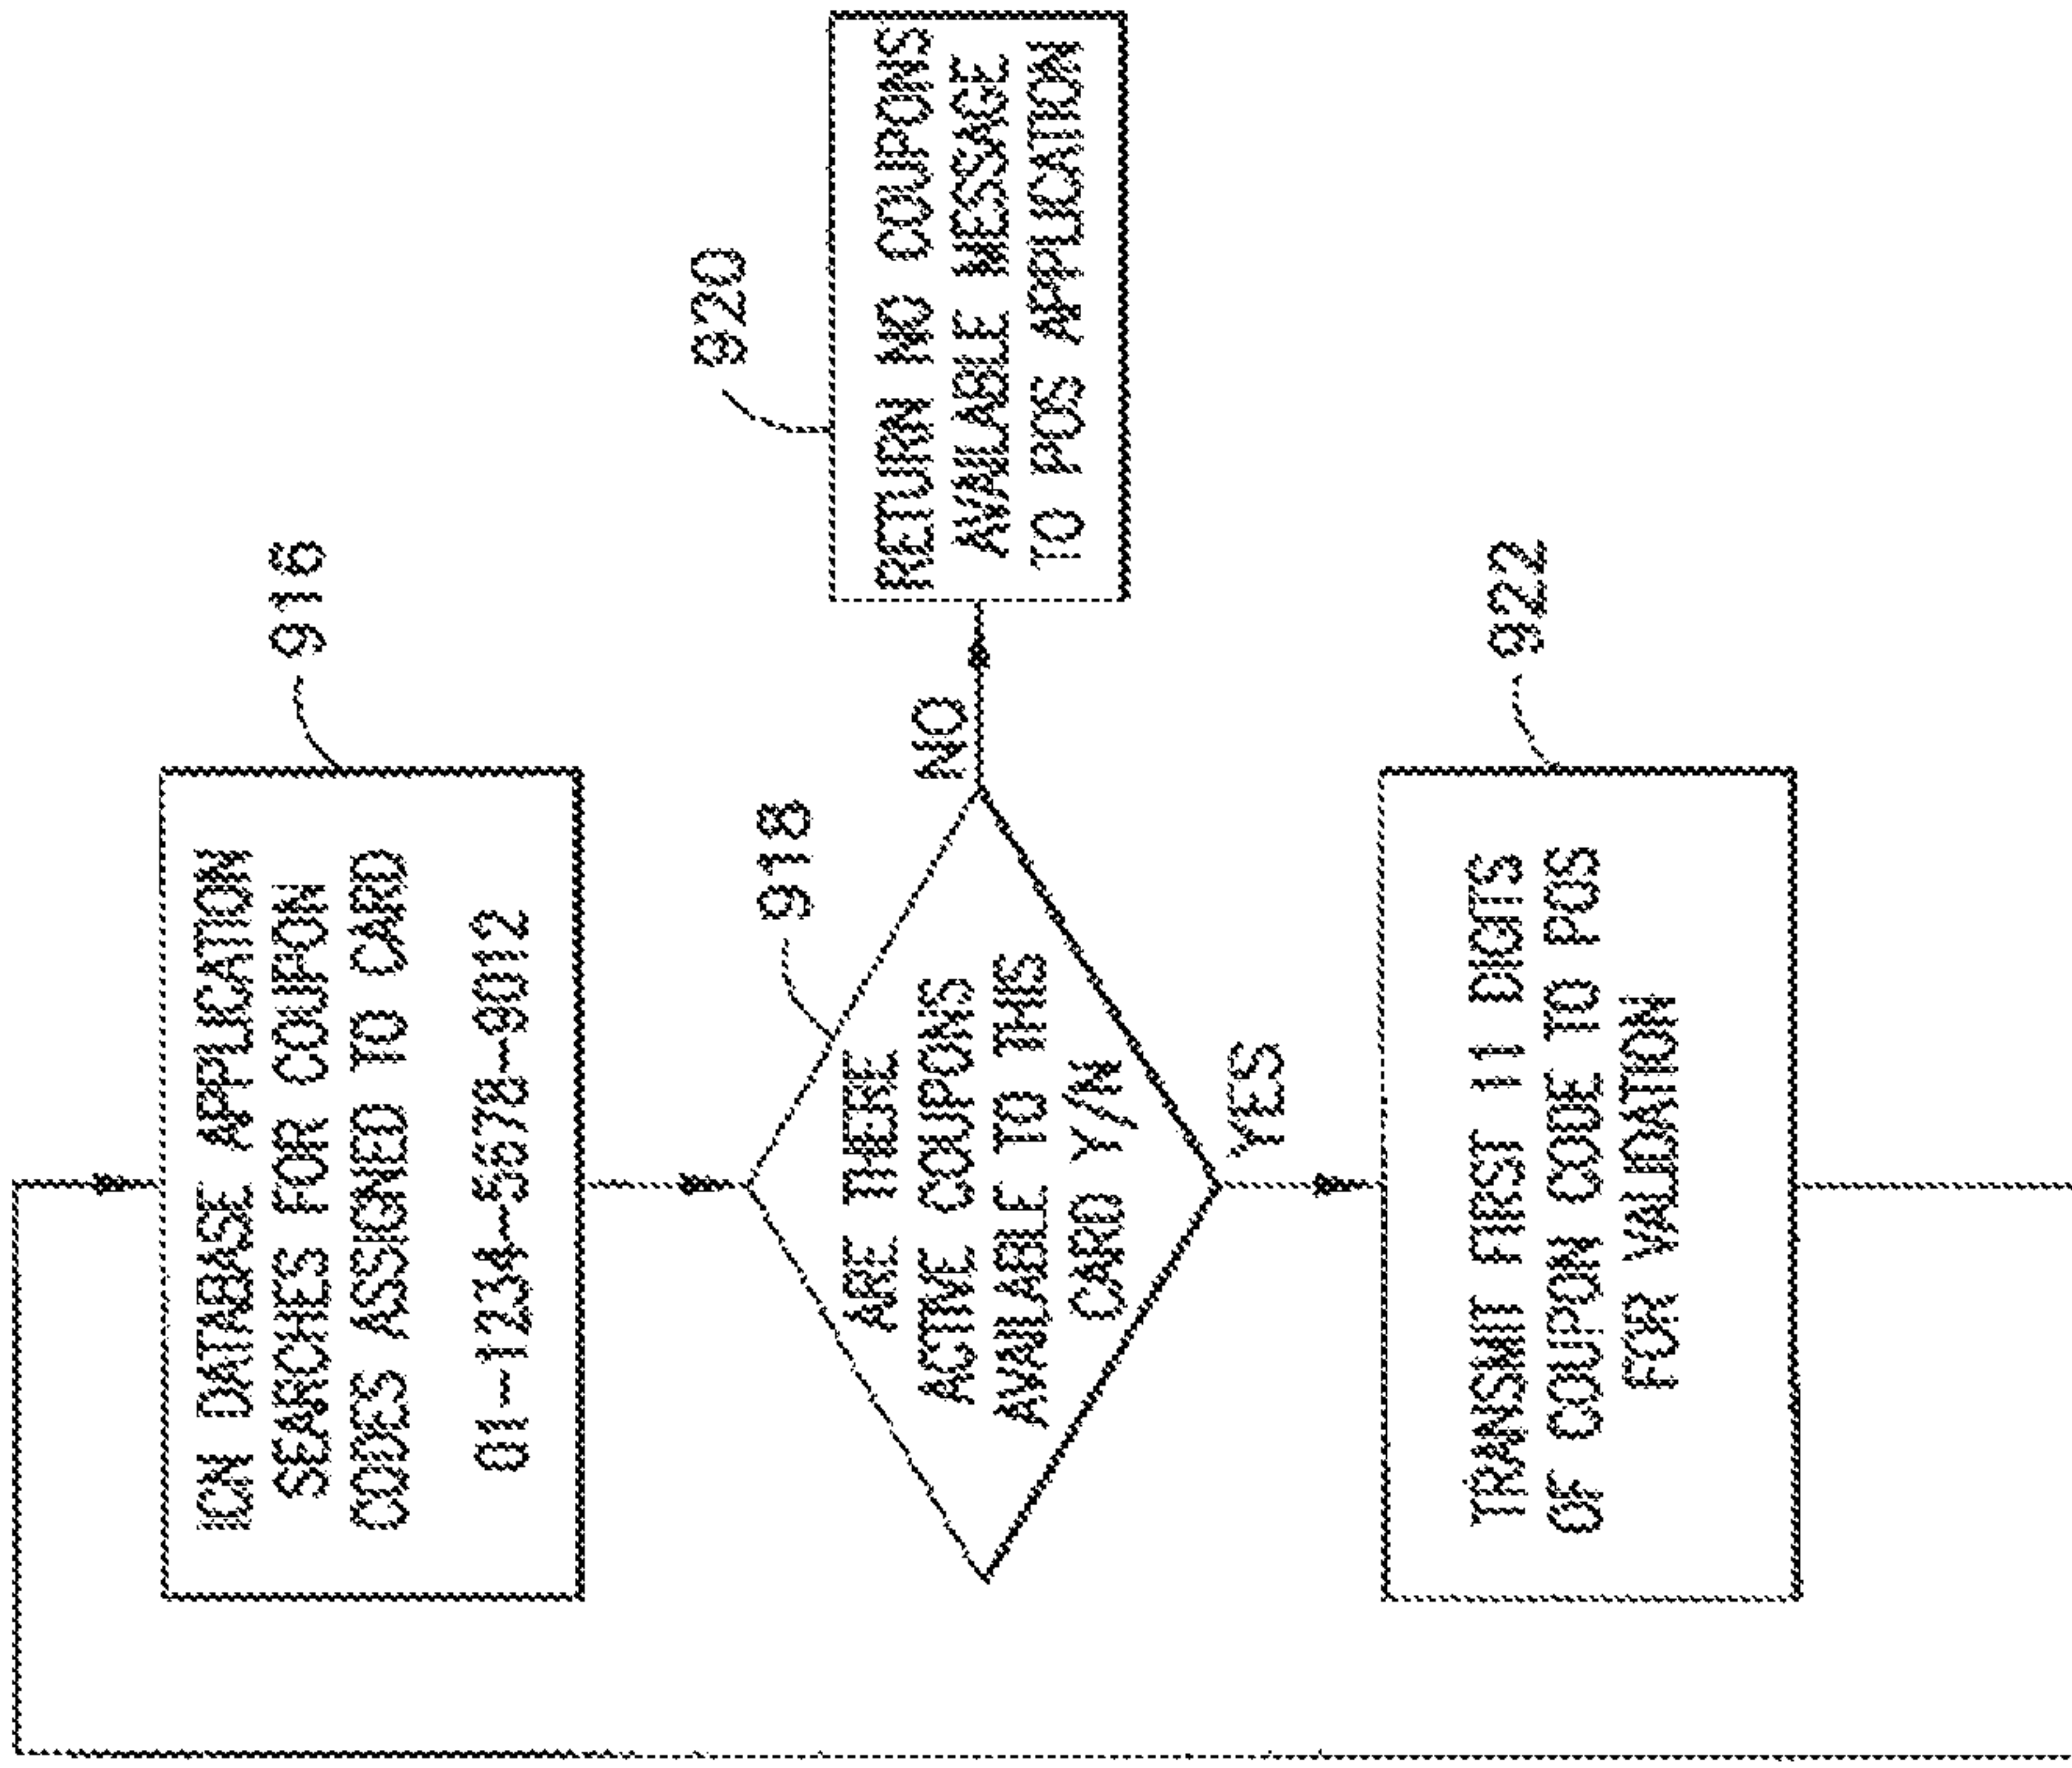 916
ICN DATABASE APPLICATION
SEARCHES FOR COUPON
CODES ASSIGNED TO CARD
01-1234-5678-9012
918
ARE THERE
ACTIVE COUPONS
AVAILABLE TO THIS
CARD Y/N
NO
920
RETURN NO COUPONS
AVAILABLE MESSAGE
TO POS APPLICATION
YES
922
TRANSMIT FIRST 11 DIGITS
OF COUPON CODE TO POS
FOR VALIDATION